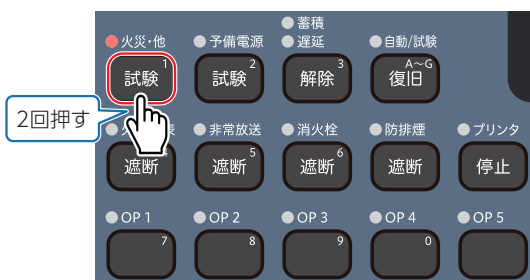 蓄積
火災・他
予備電源
遅延
自動/試験
試験 1
試験 2
解除 3
A~G
復旧
2回押す
表
非常放送
消火栓
防排煙
プリンタ
遮断
遮断 5
遮断 6
遮断
停止
OP 1
OP 2
OP 3
OP 4
OP 5
7
8
9
0